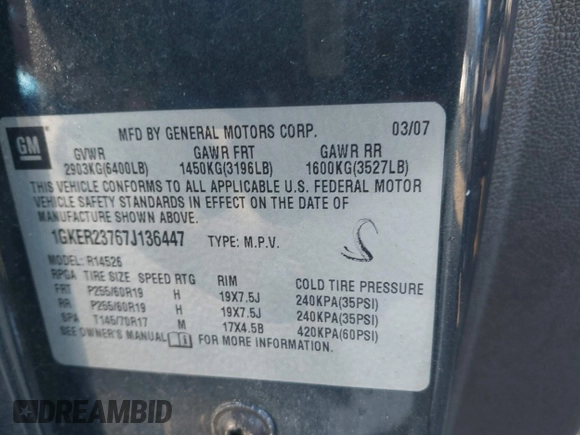 GM
MFD BY GENERAL MOTORS CORP. 03/07
GVWR GAWR FRT GAWR RR
2903KG(6400LB) 1450KG(3196LB) 1600KG(3527LB)
THIS VEHICLE CONFORMS TO ALL APPLICABLE U.S. FEDERAL MOTOR
VEHICLE SAFETY STANDARDS IN EFFECT ON THE DATE OF
MANUFACTURE SHOWN ABOVE.
1GKER23767J136447 TYPE: M.P.V.
MODEL: R14526
RPGA TIRE SIZE SPEED RTG RIM COLD TIRE PRESSURE
FRT P255/60R19 H 19X7.5J 240KPA(35PSI)
RR P255/60R19 H 19X7.5J 240KPA(35PSI)
SPA T145/70R17 M 17X4.5B 420KPA(60PSI)
SEE OWNER'S MANUAL FOR MORE INFORMATION.
DREAMBID